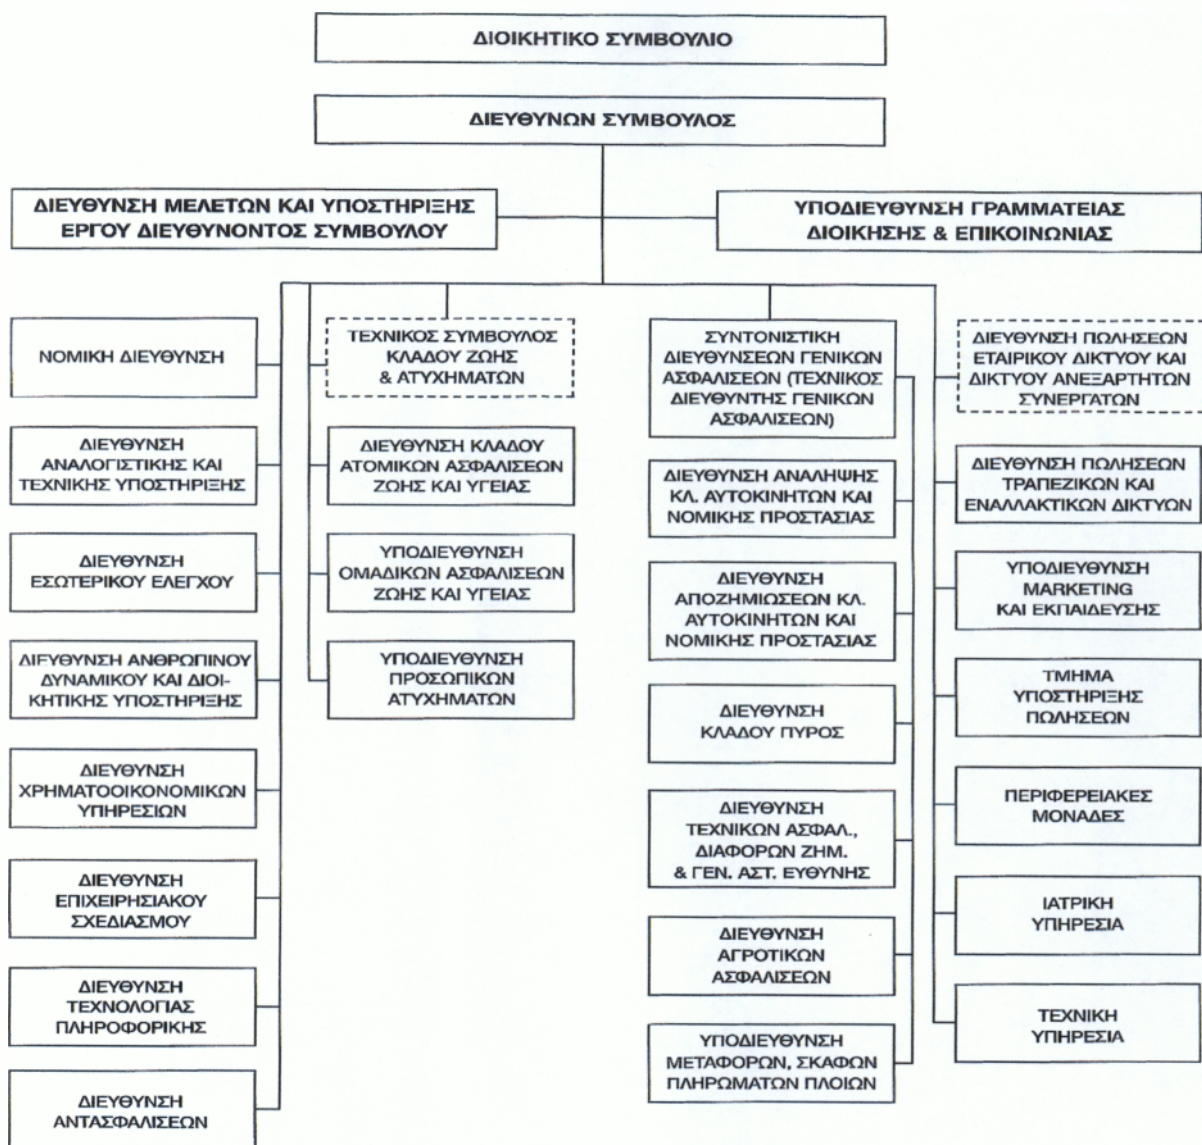 ΔΙΟΙΚΗΤΙΚΟ ΣΥΜΒΟΥΛΙΟ
ΔΙΕΥΘΥΝΩΝ ΣΥΜΒΟΥΛΟΣ
ΔΙΕΥΘΥΝΣΗ ΜΕΛΕΤΩΝ ΚΑΙ ΥΠΟΣΤΗΡΙΞΗΣ
ΕΡΓΟΥ ΔΙΕΥΘΥΝΟΝΤΟΣ ΣΥΜΒΟΥΛΟΥ
ΥΠΟΔΙΕΥΘΥΝΣΗ ΓΡΑΜΜΑΤΕΙΑΣ
ΔΙΟΙΚΗΣΗΣ & ΕΠΙΚΟΙΝΩΝΙΑΣ
ΝΟΜΙΚΗ ΔΙΕΥΘΥΝΣΗ
ΔΙΕΥΘΥΝΣΗ
ΑΝΑΛΟΓΙΣΤΙΚΗΣ ΚΑΙ
ΤΕΧΝΙΚΗΣ ΥΠΟΣΤΗΡΙΞΗΣ
ΔΙΕΥΘΥΝΣΗ
ΕΣΩΤΕΡΙΚΟΥ ΕΛΕΓΧΟΥ
ΔΙΕΥΘΥΝΣΗ ΑΝΘΡΩΠΙΝΟΥ
ΔΥΝΑΜΙΚΟΥ ΚΑΙ ΔΙΟΙ-
ΚΗΤΙΚΗΣ ΥΠΟΣΤΗΡΙΞΗΣ
ΔΙΕΥΘΥΝΣΗ
ΧΡΗΜΑΤΟΟΙΚΟΝΟΜΙΚΩΝ
ΥΠΗΡΕΣΙΩΝ
ΔΙΕΥΘΥΝΣΗ
ΕΠΙΧΕΙΡΗΣΙΑΚΟΥ
ΣΧΕΔΙΑΣΜΟΥ
ΔΙΕΥΘΥΝΣΗ
ΤΕΧΝΟΛΟΓΙΑΣ
ΠΛΗΡΟΦΟΡΙΚΗΣ
ΔΙΕΥΘΥΝΣΗ
ΑΝΤΑΣΦΑΛΙΣΕΩΝ
ΤΕΧΝΙΚΟΣ ΣΥΜΒΟΥΛΟΣ
ΚΛΑΔΟΥ ΖΩΗΣ
& ΑΤΥΧΗΜΑΤΩΝ
ΔΙΕΥΘΥΝΣΗ ΚΛΑΔΟΥ
ΑΤΟΜΙΚΩΝ ΑΣΦΑΛΙΣΕΩΝ
ΖΩΗΣ ΚΑΙ ΥΓΕΙΑΣ
ΥΠΟΔΙΕΥΘΥΝΣΗ
ΟΜΑΔΙΚΩΝ ΑΣΦΑΛΙΣΕΩΝ
ΖΩΗΣ ΚΑΙ ΥΓΕΙΑΣ
ΥΠΟΔΙΕΥΘΥΝΣΗ
ΠΡΟΣΩΠΙΚΩΝ
ΑΤΥΧΗΜΑΤΩΝ
ΣΥΝΤΟΝΙΣΤΙΚΗ
ΔΙΕΥΘΥΝΣΕΩΝ ΓΕΝΙΚΩΝ
ΑΣΦΑΛΙΣΕΩΝ (ΤΕΧΝΙΚΟΣ
ΔΙΕΥΘΥΝΤΗΣ ΓΕΝΙΚΩΝ
ΑΣΦΑΛΙΣΕΩΝ)
ΔΙΕΥΘΥΝΣΗ ΑΝΑΛΗΨΗΣ
ΚΛ. ΑΥΤΟΚΙΝΗΤΩΝ ΚΑΙ
ΝΟΜΙΚΗΣ ΠΡΟΣΤΑΣΙΑΣ
ΔΙΕΥΘΥΝΣΗ
ΑΠΟΖΗΜΙΩΣΕΩΝ ΚΛ.
ΑΥΤΟΚΙΝΗΤΩΝ ΚΑΙ
ΝΟΜΙΚΗΣ ΠΡΟΣΤΑΣΙΑΣ
ΔΙΕΥΘΥΝΣΗ
ΚΛΑΔΟΥ ΠΥΡΟΣ
ΔΙΕΥΘΥΝΣΗ
ΤΕΧΝΙΚΩΝ ΑΣΦΑΛ.,
ΔΙΑΦΟΡΩΝ ΖΗΜ.
& ΓΕΝ. ΑΣΤ. ΕΥΘΥΝΗΣ
ΔΙΕΥΘΥΝΣΗ
ΑΓΡΟΤΙΚΩΝ
ΑΣΦΑΛΙΣΕΩΝ
ΥΠΟΔΙΕΥΘΥΝΣΗ
ΜΕΤΑΦΟΡΩΝ, ΣΚΑΦΩΝ
ΠΛΗΡΩΜΑΤΩΝ ΠΛΟΙΩΝ
ΔΙΕΥΘΥΝΣΗ ΠΩΛΗΣΕΩΝ
ΕΤΑΙΡΙΚΟΥ ΔΙΚΤΥΟΥ ΚΑΙ
ΔΙΚΤΥΟΥ ΑΝΕΞΑΡΤΗΤΩΝ
ΣΥΝΕΡΓΑΤΩΝ
ΔΙΕΥΘΥΝΣΗ ΠΩΛΗΣΕΩΝ
ΤΡΑΠΕΖΙΚΩΝ ΚΑΙ
ΕΝΑΛΛΑΚΤΙΚΩΝ ΔΙΚΤΥΩΝ
ΥΠΟΔΙΕΥΘΥΝΣΗ
MARKETING
ΚΑΙ ΕΚΠΑΙΔΕΥΣΗΣ
ΤΜΗΜΑ
ΥΠΟΣΤΗΡΙΞΗΣ
ΠΩΛΗΣΕΩΝ
ΠΕΡΙΦΕΡΕΙΑΚΕΣ
ΜΟΝΑΔΕΣ
ΙΑΤΡΙΚΗ
ΥΠΗΡΕΣΙΑ
ΤΕΧΝΙΚΗ
ΥΠΗΡΕΣΙΑ